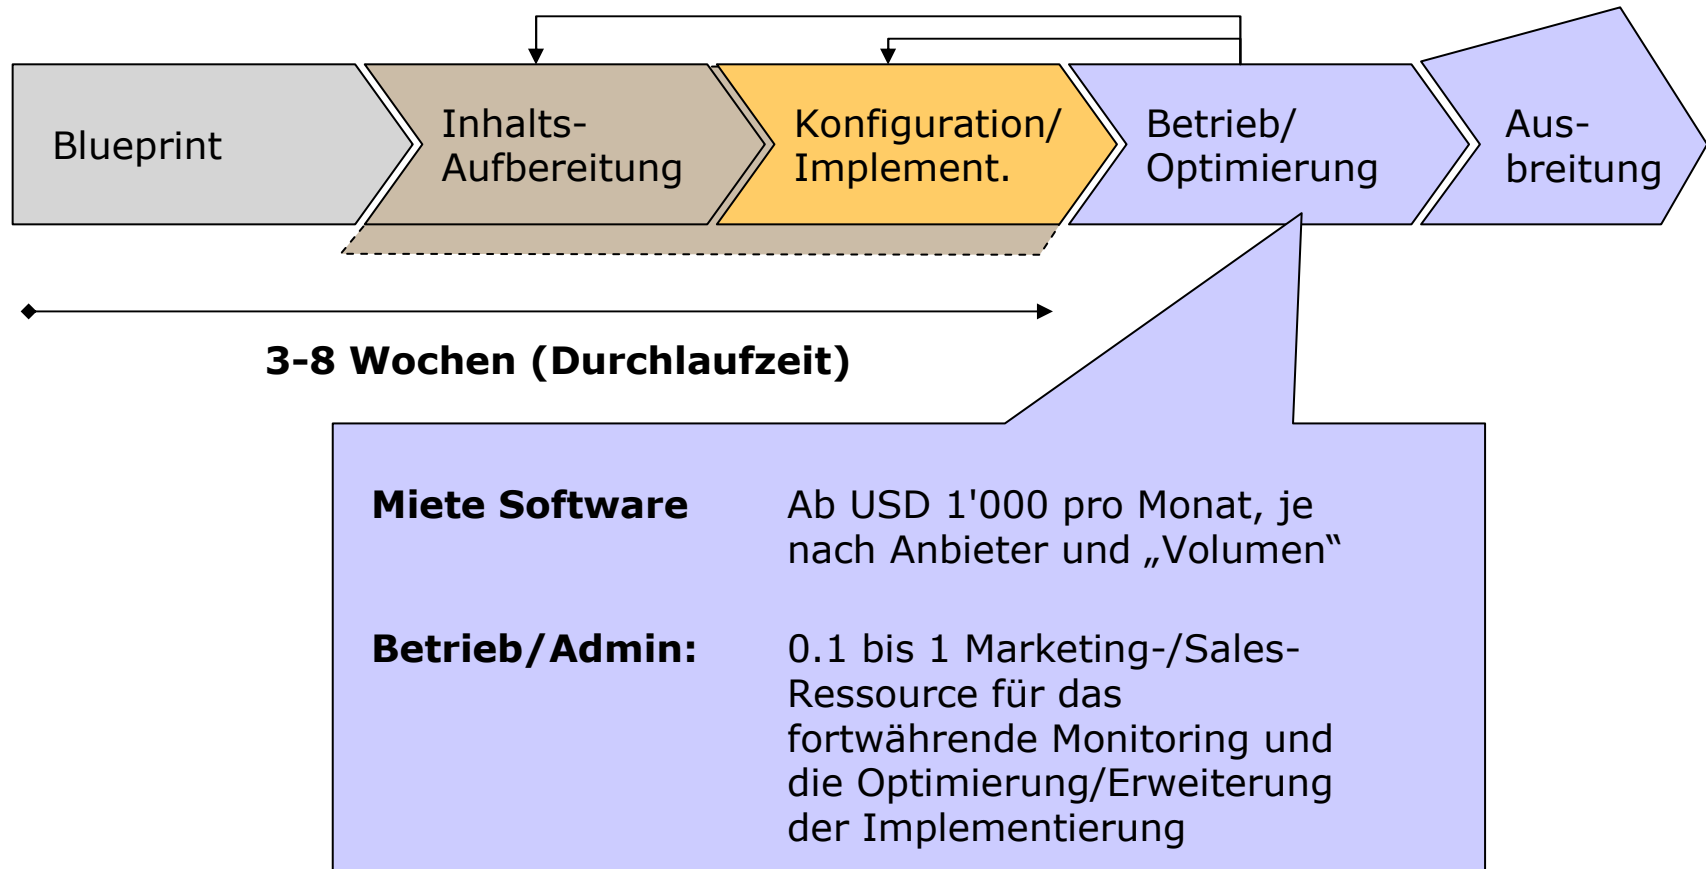 Blueprint
Inhalts-
Aufbereitung
Konfiguration/
Implement.
Betrieb/
Optimierung
Aus-
breitung
3-8 Wochen (Durchlaufzeit)
Miete Software Ab USD 1'000 pro Monat, je
nach Anbieter und „Volumen“
Betrieb/Admin: 0.1 bis 1 Marketing-/Sales-
Ressource für das
fortwährende Monitoring und
die Optimierung/Erweiterung
der Implementierung